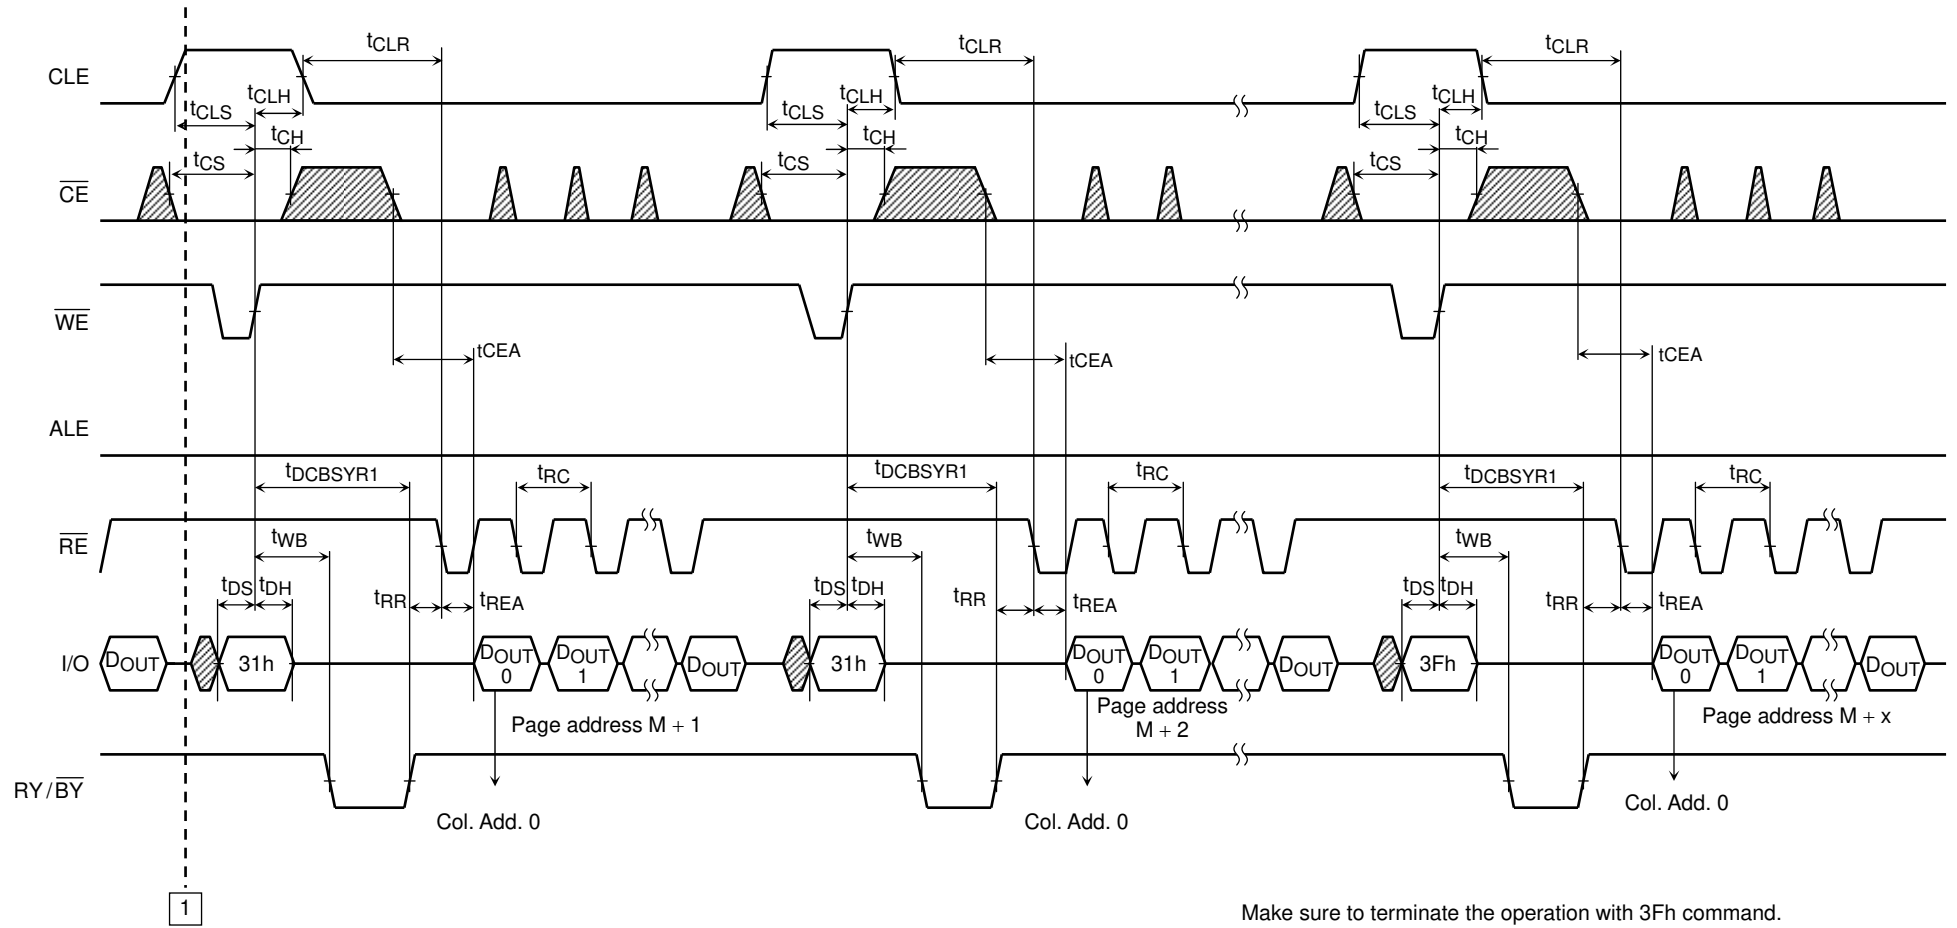 tCLR tCLR tCLR
CLE
tCLH tCLH tCLH
tCLS tCLS tCLS
tCH tCH tCH
tCS tCS tCS
CE
WE
tCEA tCEA tCEA
ALE
tDCBSYR1 tRC tDCBSYR1 tRC tDCBSYR1 tRC
RE
tWB tWB tWB
tDS tDH tDS tDH tDS tDH
tRR tREA tRR tREA tRR tREA
I/O DOUT 31h DOUT 0 DOUT 1 DOUT 31h DOUT 0 DOUT 1 DOUT 3Fh DOUT 0 DOUT 1 DOUT
Page address M + 1
Page address
M + 2
Page address M + x
RY/BY
Col. Add. 0 Col. Add. 0 Col. Add. 0
1
Make sure to terminate the operation with 3Fh command.